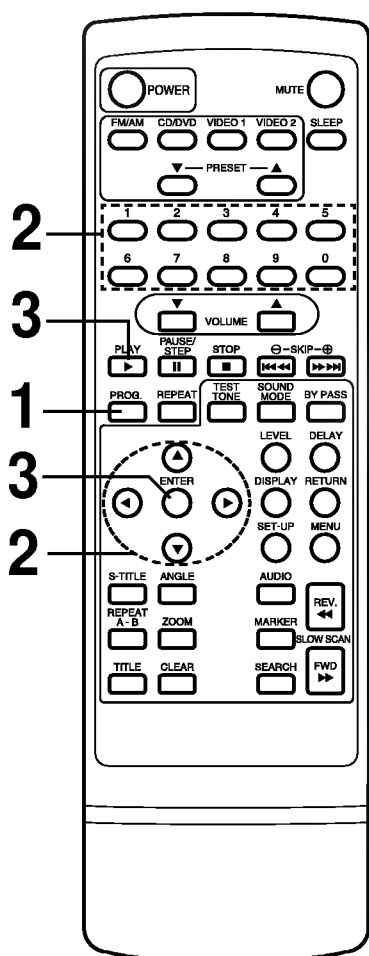 POWER MUTE
FM/AM CD/DVD VIDEO 1 VIDEO 2 SLEEP
▼ PRESET ▲
1 2 3 4 5
2
6 7 8 9 0
3
▼ VOLUME ▲
PLAY PAUSE/STEP STOP ⊖-SKIP-⊕
1
PROG. REPEAT TEST TONE SOUND MODE BY PASS
LEVEL DELAY
3
ENTER DISPLAY RETURN
2
SET-UP MENU
S-TITLE ANGLE AUDIO REV.
REPEAT A-B ZOOM MARKER SLOW SCAN
TITLE CLEAR SEARCH FWD